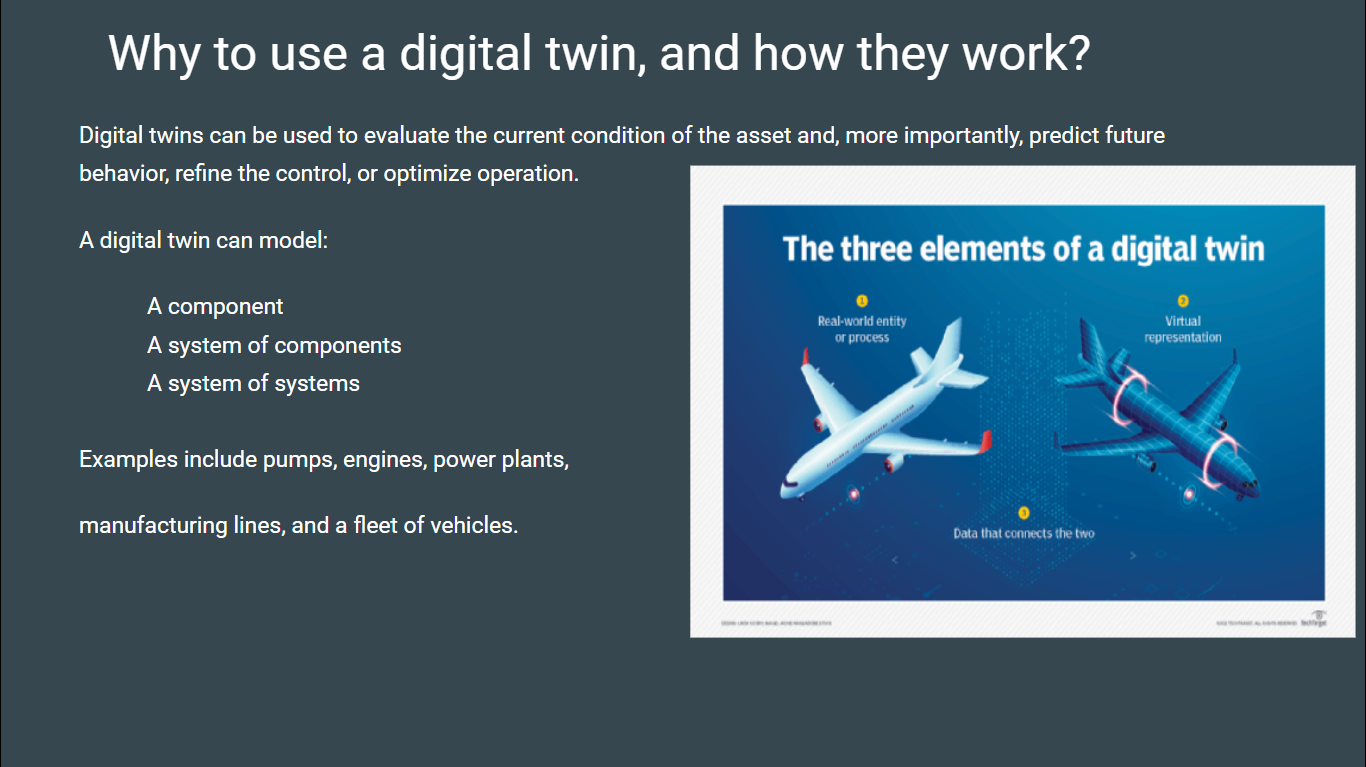 Why to use a digital twin, and how they work?
Digital twins can be used to evaluate the current condition of the asset and, more importantly, predict future
behavior, refine the control, or optimize operation.
A digital twin can model:
A component
A system of components
A system of systems
Examples include pumps, engines, power plants,
manufacturing lines, and a fleet of vehicles.
The three elements of a digital twin
1
Real-world entity
or process
2
Virtual
representation
3
Data that connects the two
TechTarget